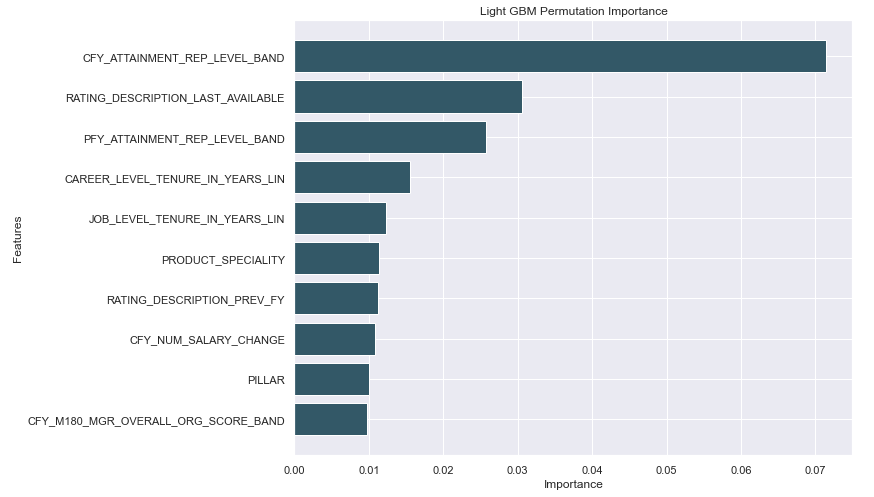 Light GBM Permutation Importance
CFY_ATTAINMENT_REP_LEVEL_BAND
RATING_DESCRIPTION_LAST_AVAILABLE
PFY_ATTAINMENT_REP_LEVEL_BAND
CAREER_LEVEL_TENURE_IN_YEARS_LIN
JOB_LEVEL_TENURE_IN_YEARS_LIN
PRODUCT_SPECIALITY
RATING_DESCRIPTION_PREV_FY
CFY_NUM_SALARY_CHANGE
PILLAR
CFY_M180_MGR_OVERALL_ORG_SCORE_BAND
Features
0.00 0.01 0.02 0.03 0.04 0.05 0.06 0.07
Importance